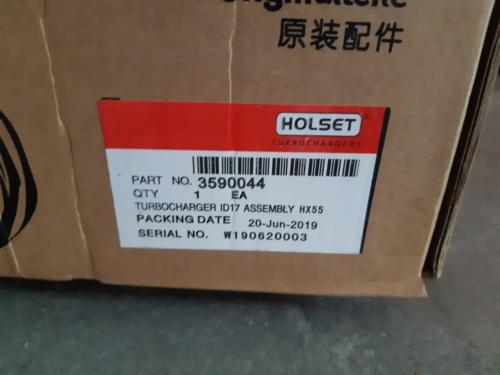 Originalteile
原装配件
HOLSET®
TURBOCHARGERS
PART NO. 3590044
QTY 1 EA
TURBOCHARGER ID17 ASSEMBLY HX55
PACKING DATE 20-Jun-2019
SERIAL NO. W190620003